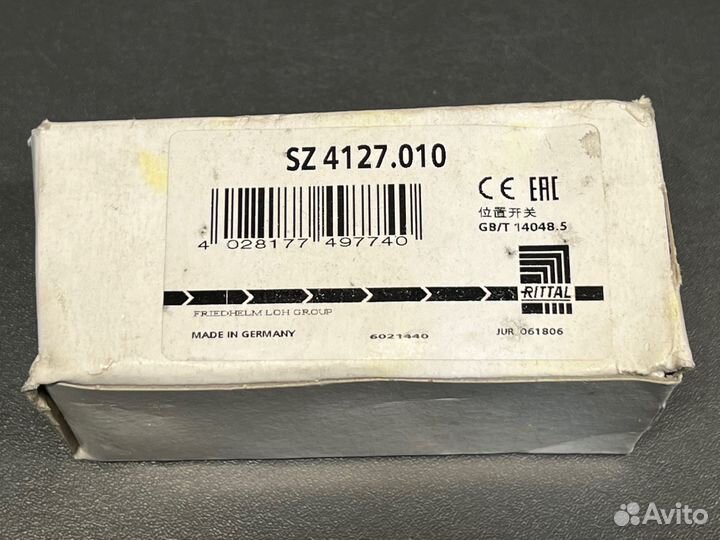 SZ 4127.010
4 028177 497740
CE EAC
位置开关
GB/T 14048.5
RITTAL
FRIEDHELM LOH GROUP
MADE IN GERMANY 6021440 JUR 061806
Avito